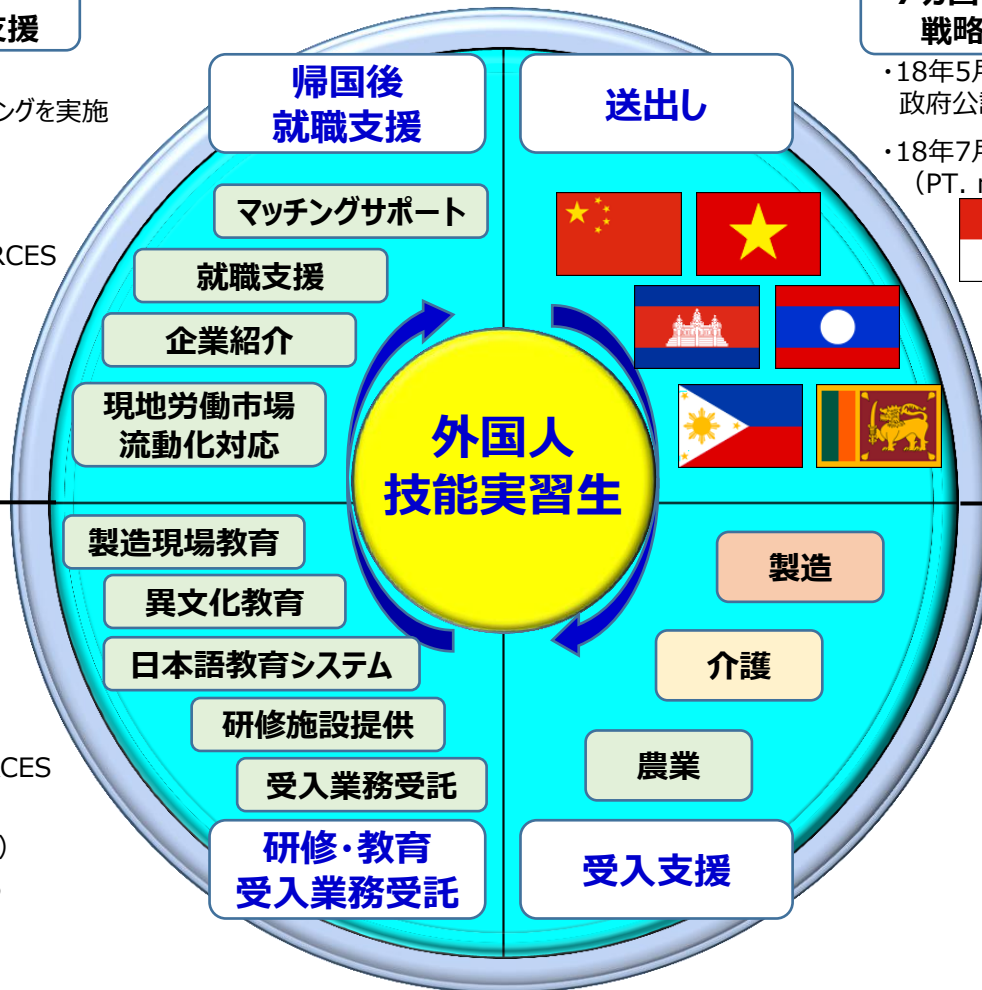 支援
ングを実施
RCES
CES
)
帰国後
就職支援
マッチングサポート
就職支援
企業紹介
現地労働市場
流動化対応
送出し
戦略
・18年5月
政府公
・18年7月
(PT.
外国人
技能実習生
製造現場教育
異文化教育
日本語教育システム
研修施設提供
受入業務受託
研修・教育
受入業務受託
製造
介護
農業
受入支援